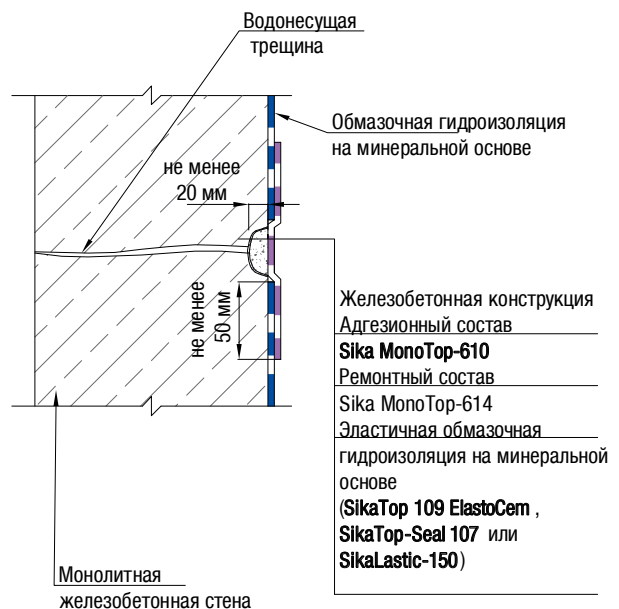 Водонесущая
трещина
Обмазочная гидроизоляция
на минеральной основе
не менее
20 мм
не менее
50 мм
Железобетонная конструкция
Адгезионный состав
Sika MonoTop-610
Ремонтный состав
Sika MonoTop-614
Эластичная обмазочная
гидроизоляция на минеральной
основе
(SikaTop 109 ElastoCem ,
SikaTop-Seal 107 или
SikaLastic-150)
Монолитная
железобетонная стена